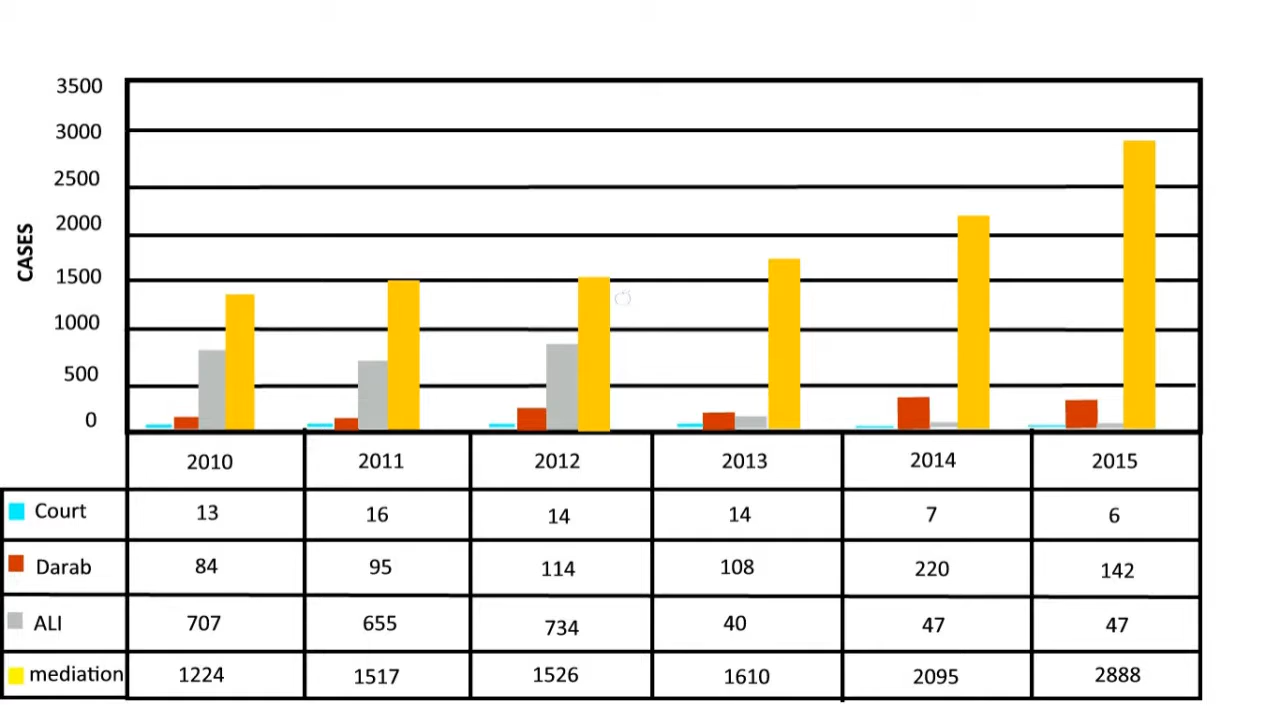 3500
3000
2500
2000
1500
1000
500
0
CASES
2010 2011 2012 2013 2014 2015
Court 13 16 14 14 7 6
Darab 84 95 114 108 220 142
ALI 707 655 734 40 47 47
mediation 1224 1517 1526 1610 2095 2888